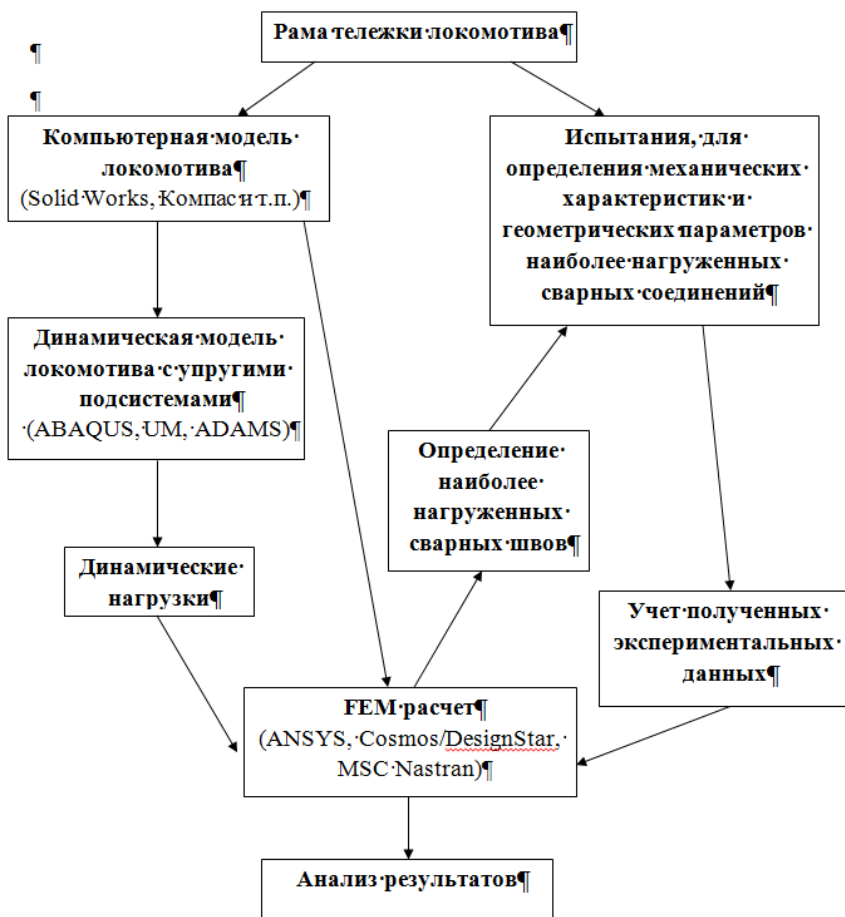 Рама тележки локомотива¶
¶
¶
Компьютерная модель
локомотива¶
(Solid Works, Компас и т.п.)¶
Испытания, для
определения механических
характеристик и
геометрических параметров
наиболее нагруженных
сварных соединений¶
Динамическая модель
локомотива с упругими
подсистемами¶
(ABAQUS, UM, ADAMS)¶
Определение
наиболее
нагруженных
сварных швов¶
Динамические
нагрузки¶
Учет полученных
экспериментальных
данных¶
FEM расчет¶
(ANSYS, Cosmos/DesignStar,
MSC Nastran)¶
Анализ результатов¶